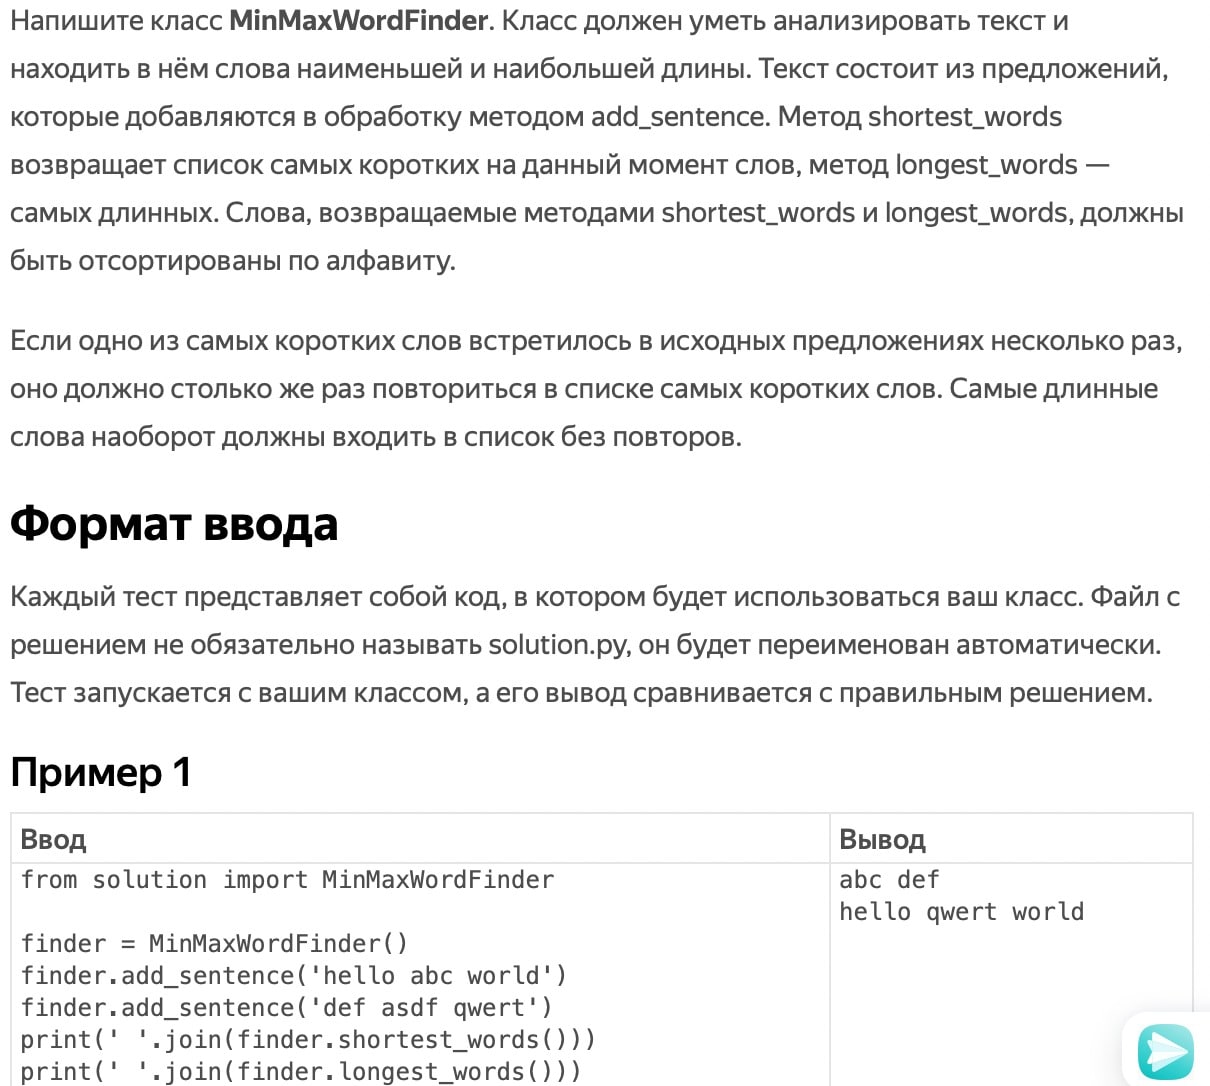 Напишите класс MinMaxWordFinder. Класс должен уметь анализировать текст и
находить в нём слова наименьшей и наибольшей длины. Текст состоит из предложений,
которые добавляются в обработку методом add_sentence. Метод shortest_words
возвращает список самых коротких на данный момент слов, метод longest_words —
самых длинных. Слова, возвращаемые методами shortest_words и longest_words, должны
быть отсортированы по алфавиту.
Если одно из самых коротких слов встретилось в исходных предложениях несколько раз,
оно должно столько же раз повториться в списке самых коротких слов. Самые длинные
слова наоборот должны входить в список без повторов.
Формат ввода
Каждый тест представляет собой код, в котором будет использоваться ваш класс. Файл с
решением не обязательно называть solution.py, он будет переименован автоматически.
Тест запускается с вашим классом, а его вывод сравнивается с правильным решением.
Пример 1
Ввод
Вывод
from solution import MinMaxWordFinder
finder = MinMaxWordFinder()
finder.add_sentence('hello abc world')
finder.add_sentence('def asdf qwert')
print(' '.join(finder.shortest_words()))
print(' '.join(finder.longest_words()))
abc def
hello qwert world